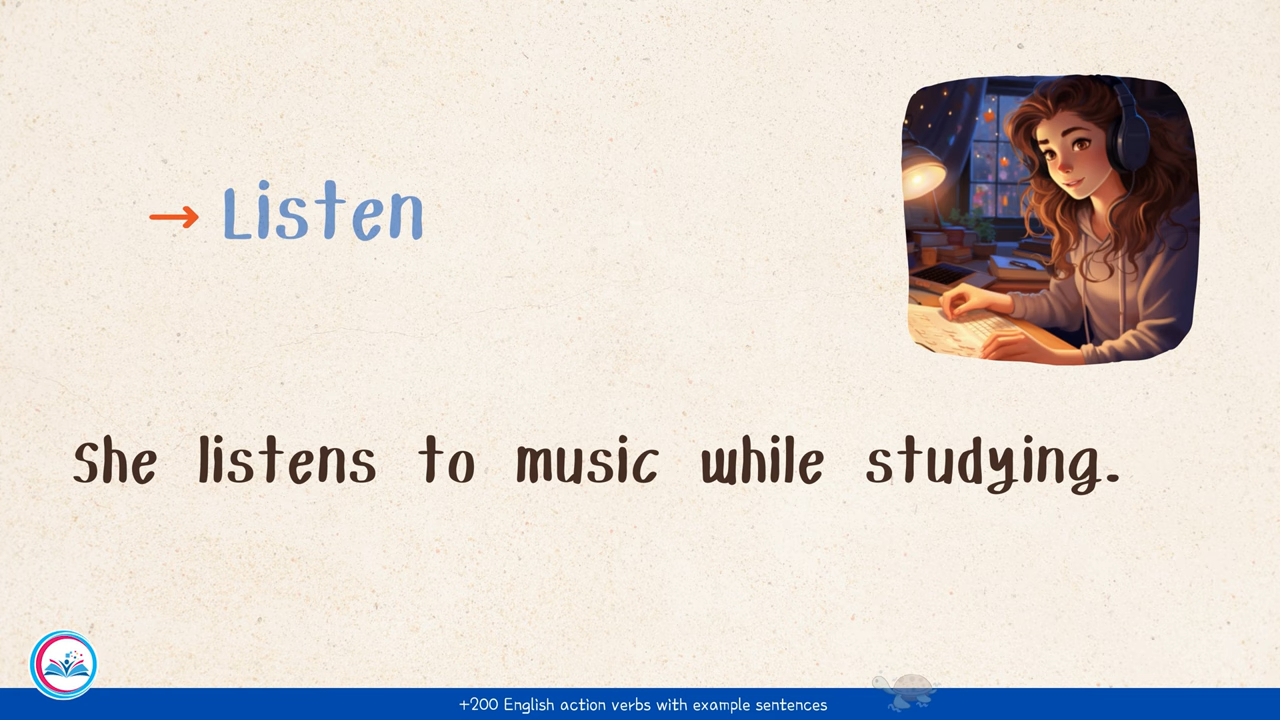 → Listen
She listens to music while studying.
+200 English action verbs with example sentences